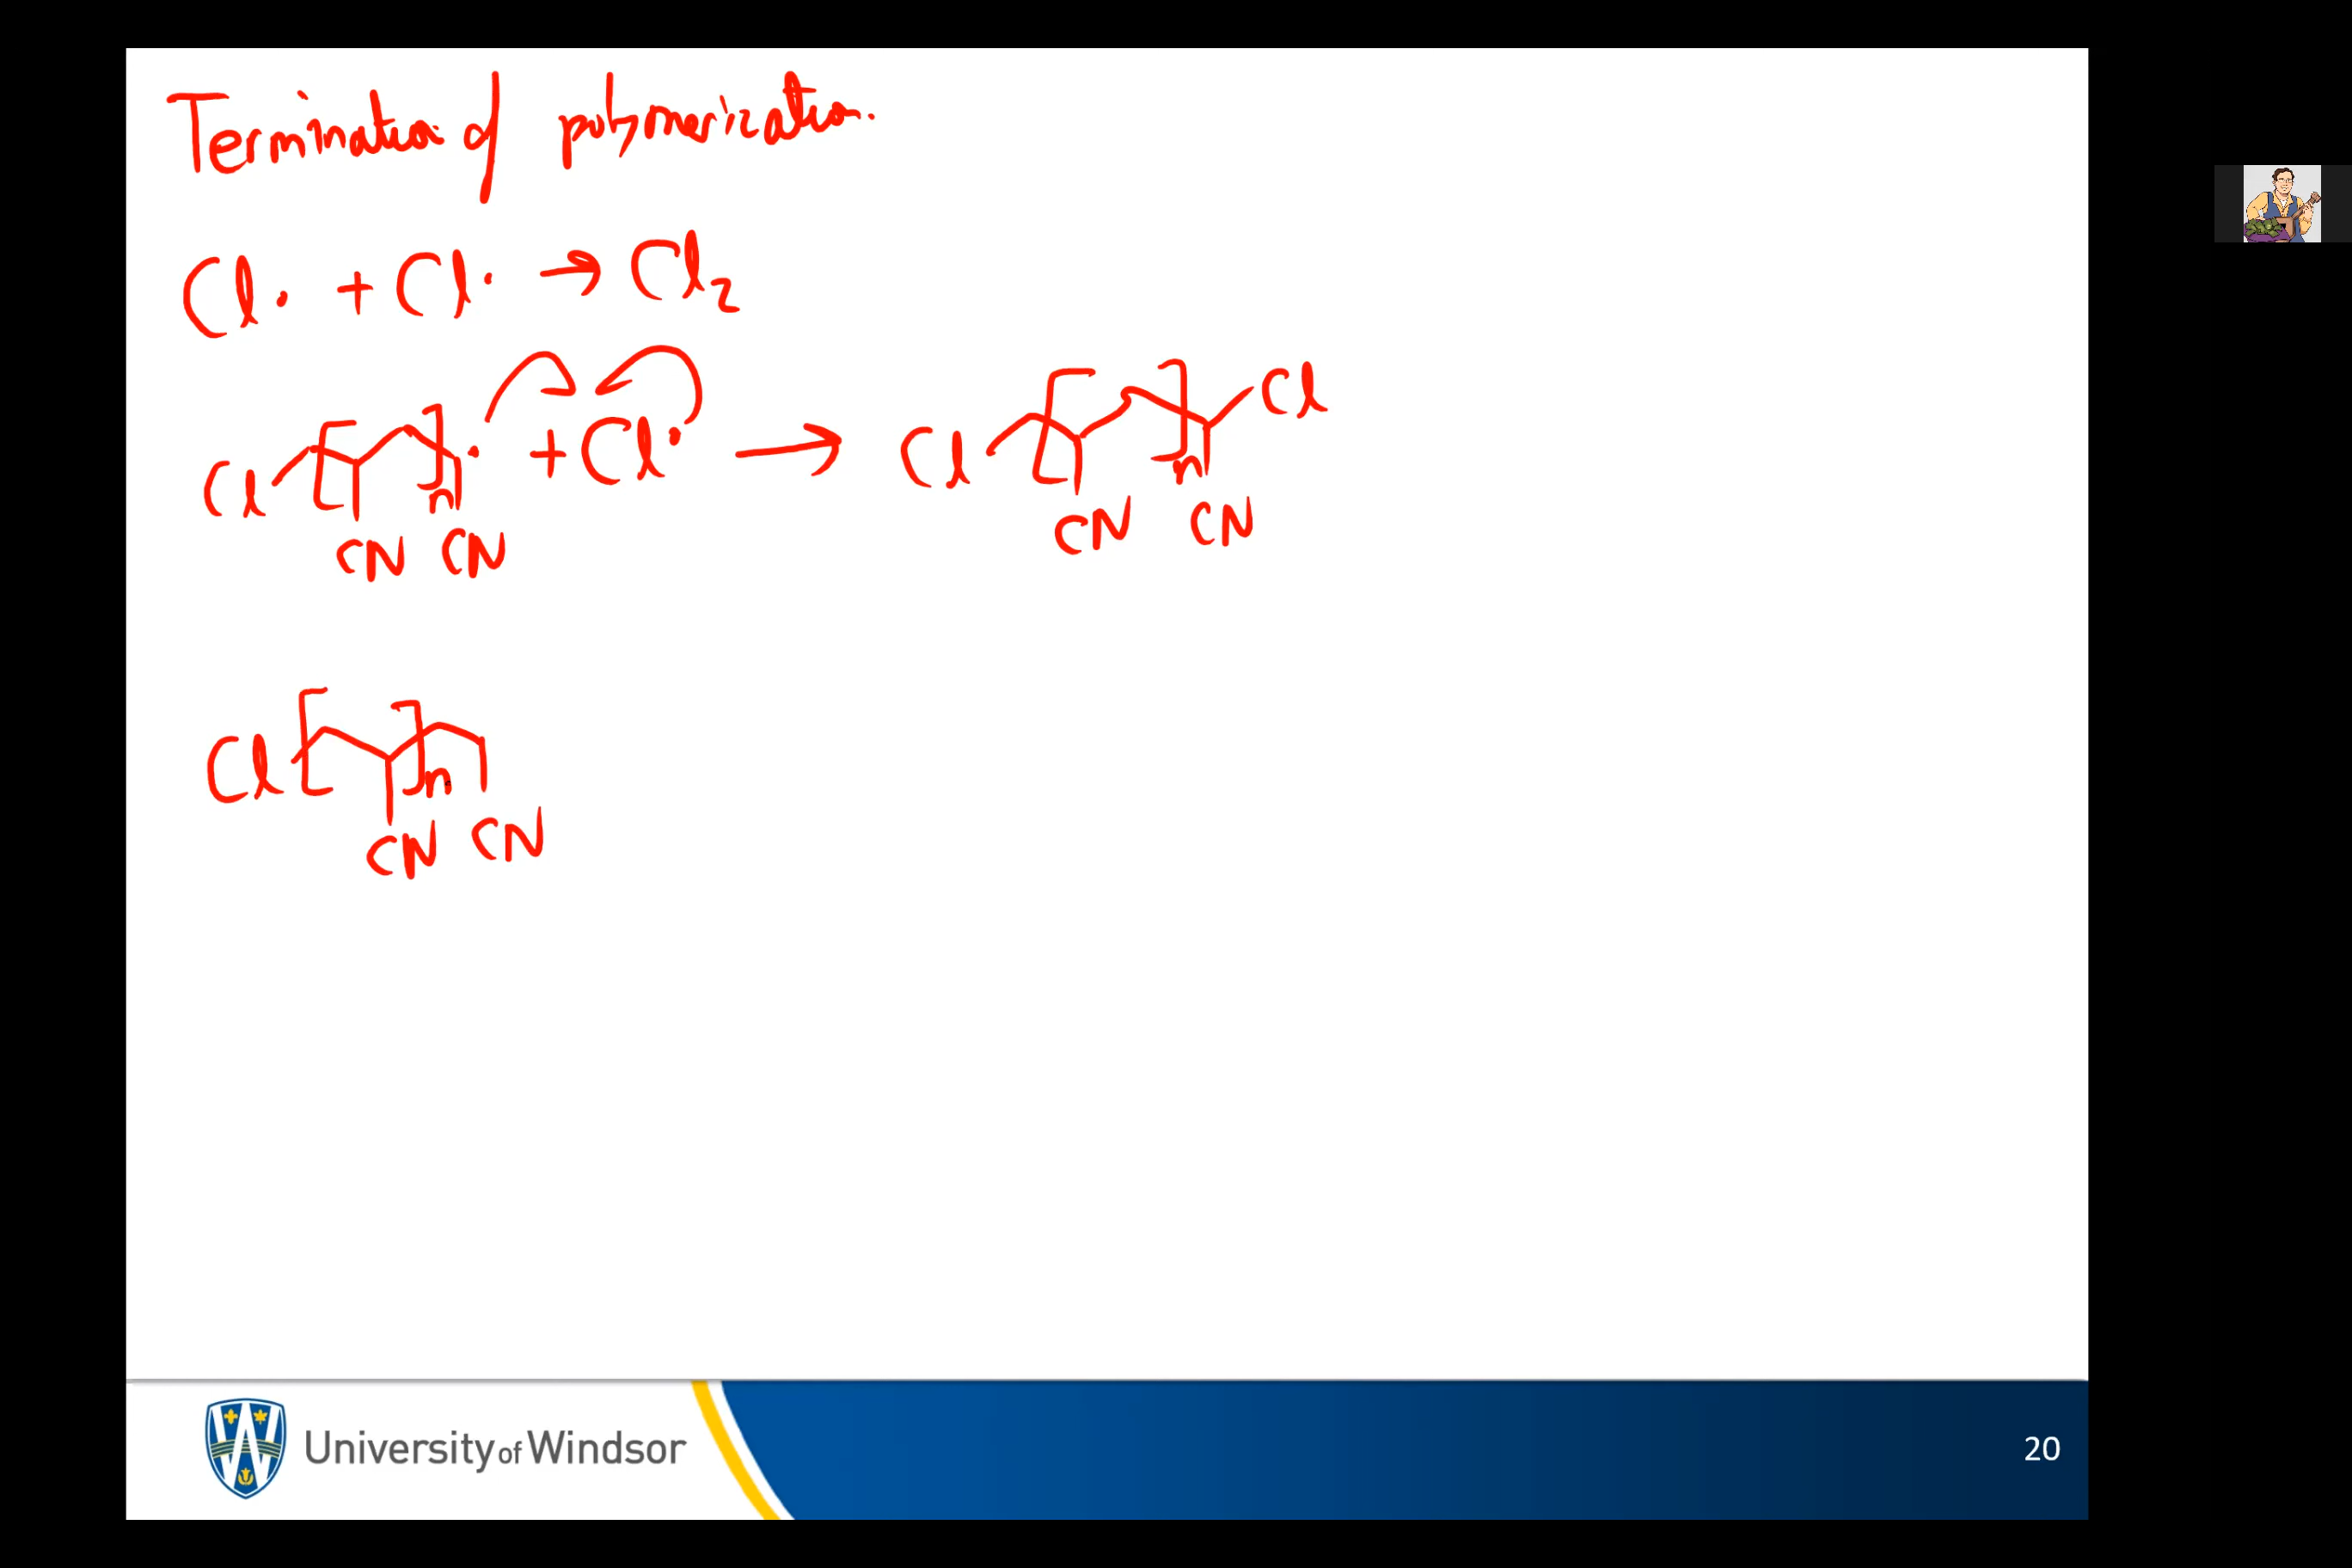 Termination of polymerization.
Cl· + Cl· → Cl2
Cl [ ]n · + Cl· → Cl [ ]n Cl
CN CN CN CN
Cl [ ]n
CN CN
University of Windsor
20